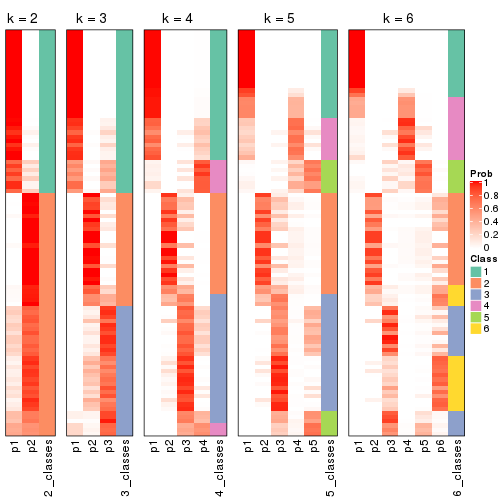 k = 2
k = 3
k = 4
k = 5
k = 6
p1
p2
2_classes
p1
p2
p3
3_classes
p1
p2
p3
p4
4_classes
p1
p2
p3
p4
p5
5_classes
p1
p2
p3
p4
p5
p6
6_classes
Prob
1
0.8
0.6
0.4
0.2
0
Class
1
2
3
4
5
6